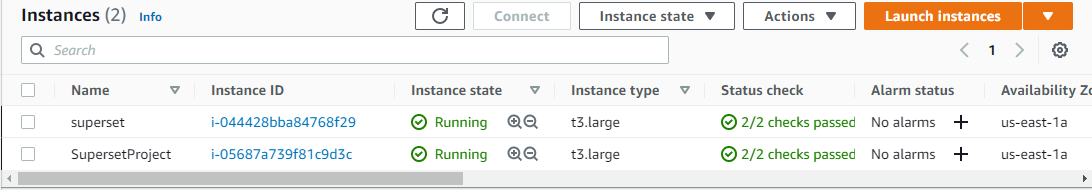 Instances (2) Info Connect Instance state Actions Launch instances
Search 1
Name Instance ID Instance state Instance type Status check Alarm status Availability Zo
superset i-044428bba84768f29 Running t3.large 2/2 checks passed No alarms + us-east-1a
SupersetProject i-05687a739f81c9d3c Running t3.large 2/2 checks passed No alarms + us-east-1a